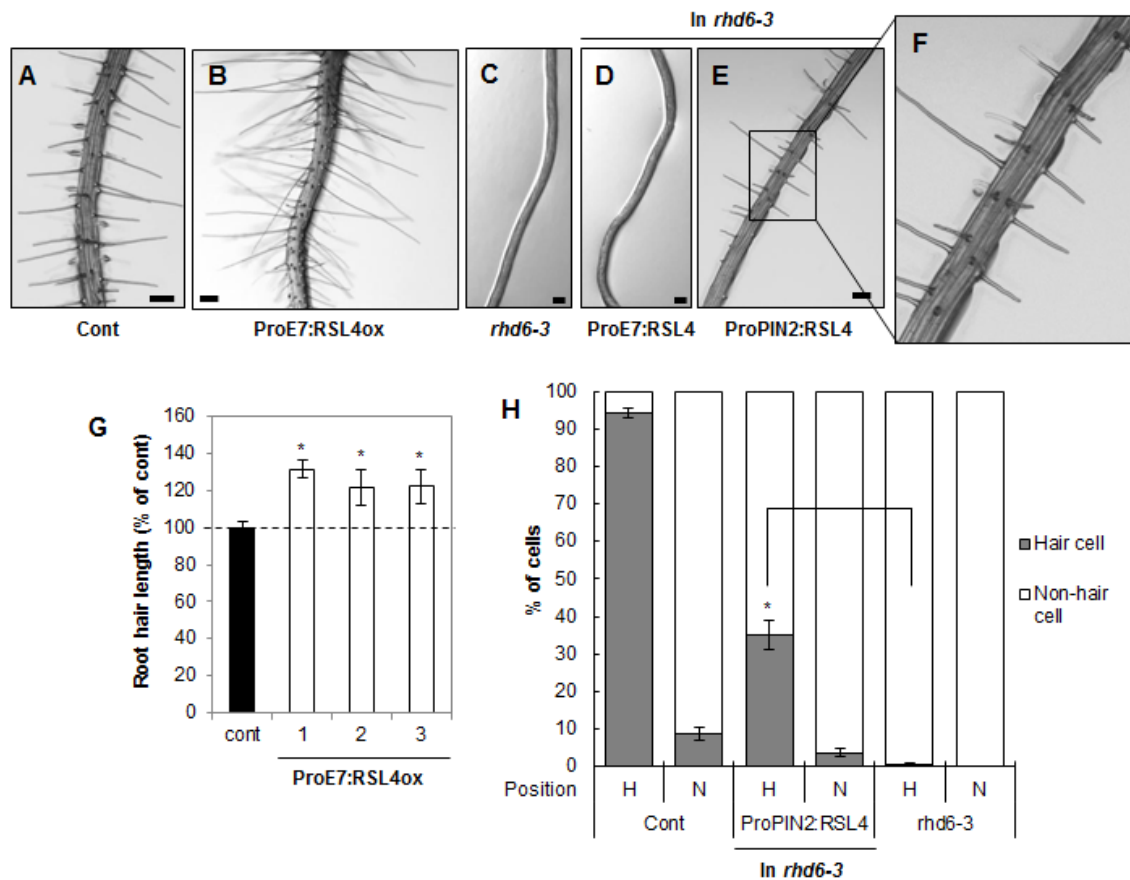 In rhd6-3
A
B
C
D
E
F
Cont
ProE7:RSL4ox
rhd6-3
ProE7:RSL4
ProPIN2:RSL4
G
Root hair length (% of cont)
160
140
120
100
80
60
40
20
0
* * *
cont 1 2 3
ProE7:RSL4ox
H
% of cells
100
90
80
70
60
50
40
30
20
10
0
*
Hair cell
Non-hair
cell
Position H N H N H N
Cont ProPIN2:RSL4 rhd6-3
In rhd6-3